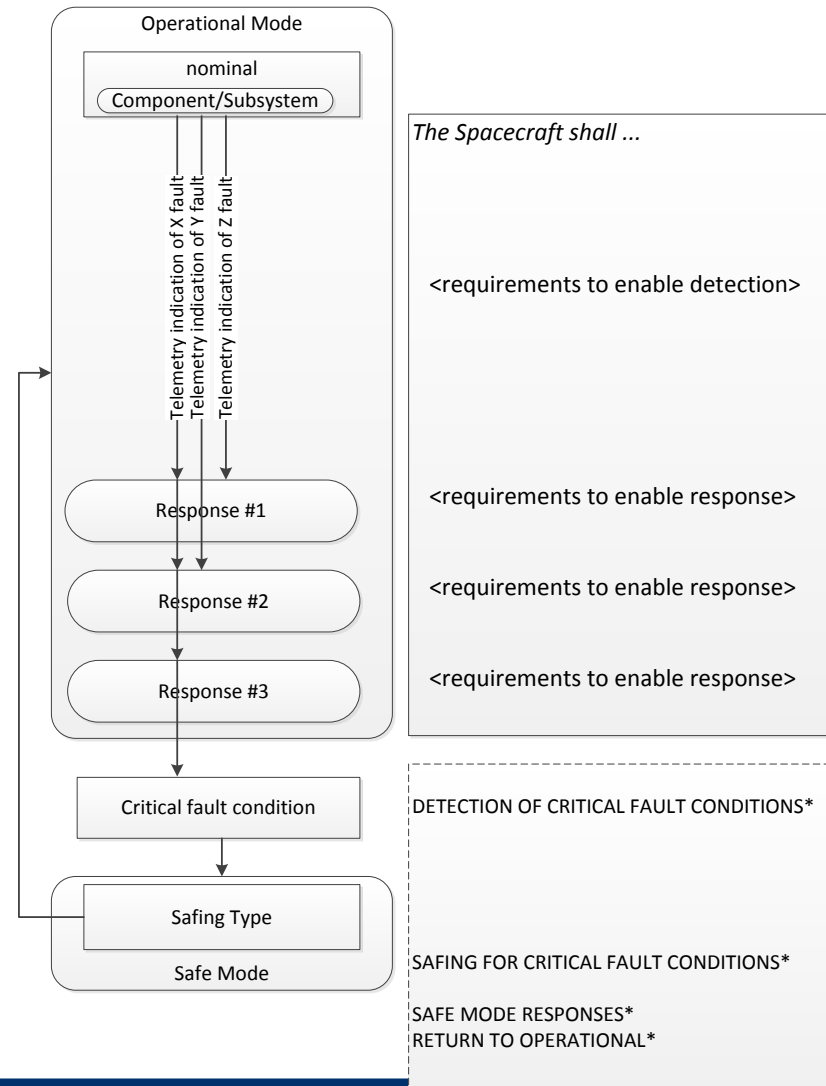 Operational Mode
nominal
Component/Subsystem
Telemetry indication of X fault
Telemetry indication of Y fault
Telemetry indication of Z fault
Response #1
Response #2
Response #3
Critical fault condition
Safing Type
Safe Mode
The Spacecraft shall ...
<requirements to enable detection>
<requirements to enable response>
<requirements to enable response>
<requirements to enable response>
DETECTION OF CRITICAL FAULT CONDITIONS*
SAFING FOR CRITICAL FAULT CONDITIONS*
SAFE MODE RESPONSES*
RETURN TO OPERATIONAL*